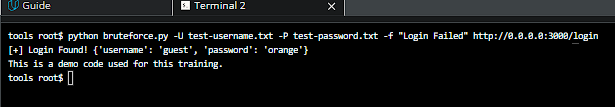 Guide
Terminal 2
tools root$ python bruteforce.py -U test-username.txt -P test-password.txt -f "Login Failed" http://0.0.0.0:3000/login
[+] Login Found! {'username': 'guest', 'password': 'orange'}
This is a demo code used for this training.
tools root$